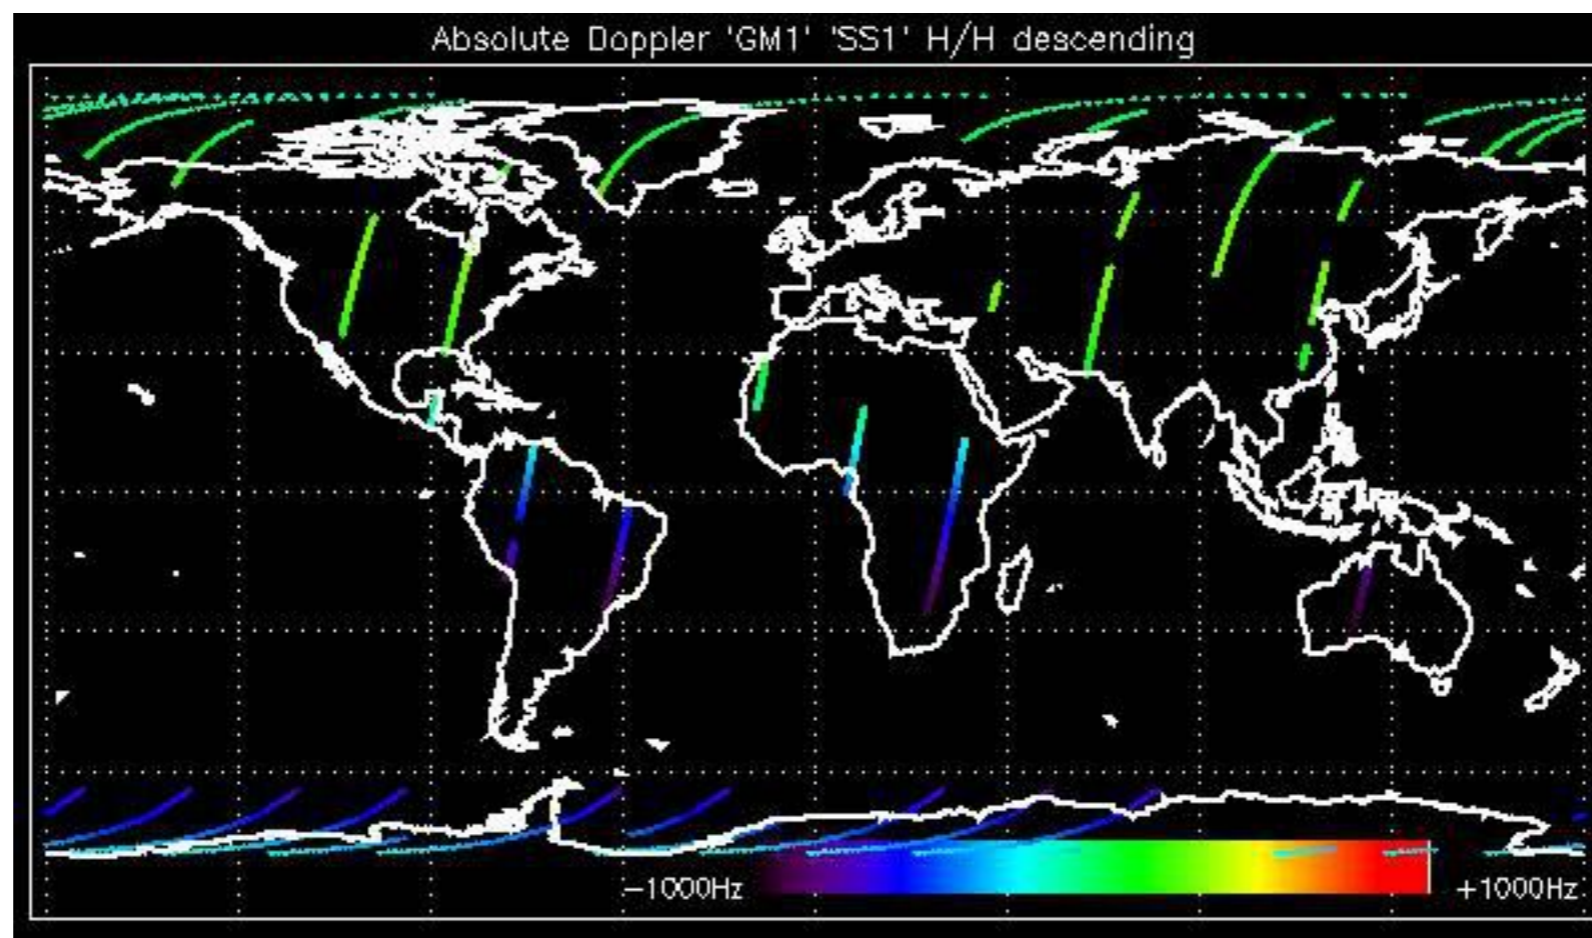 Absolute Doppler 'GM1' 'SS1' H/H descending
-1000Hz +1000Hz